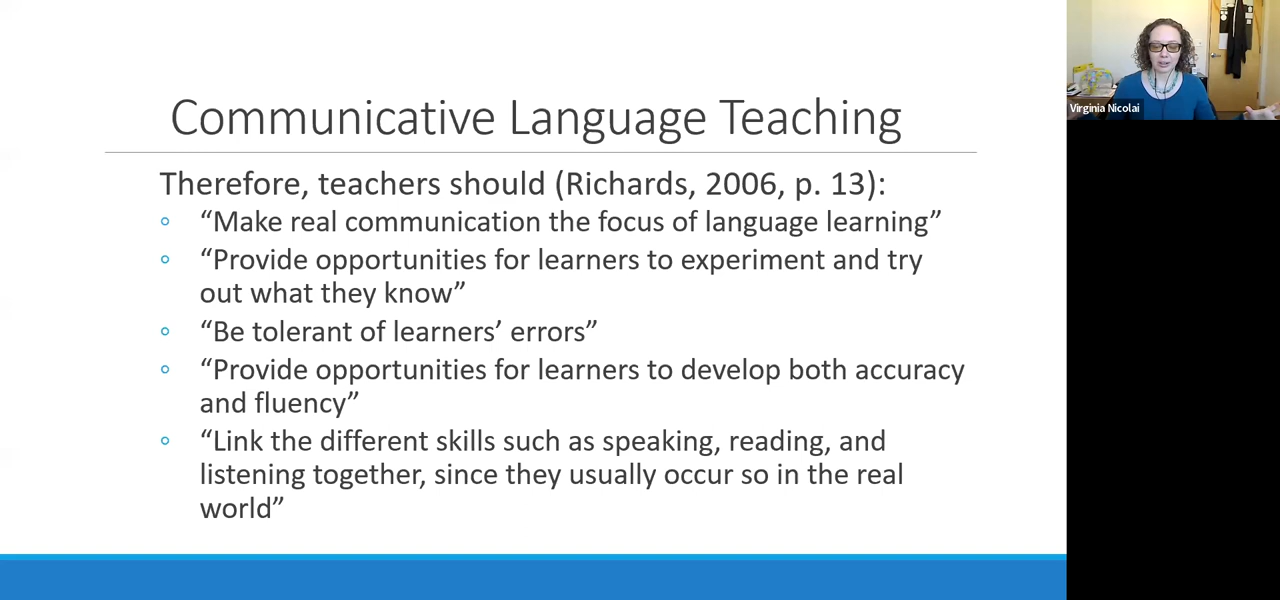 Communicative Language Teaching
Therefore, teachers should (Richards, 2006, p. 13):
“Make real communication the focus of language learning”
“Provide opportunities for learners to experiment and try
out what they know”
“Be tolerant of learners’ errors”
“Provide opportunities for learners to develop both accuracy
and fluency”
“Link the different skills such as speaking, reading, and
listening together, since they usually occur so in the real
world”
Virginia Nicolai